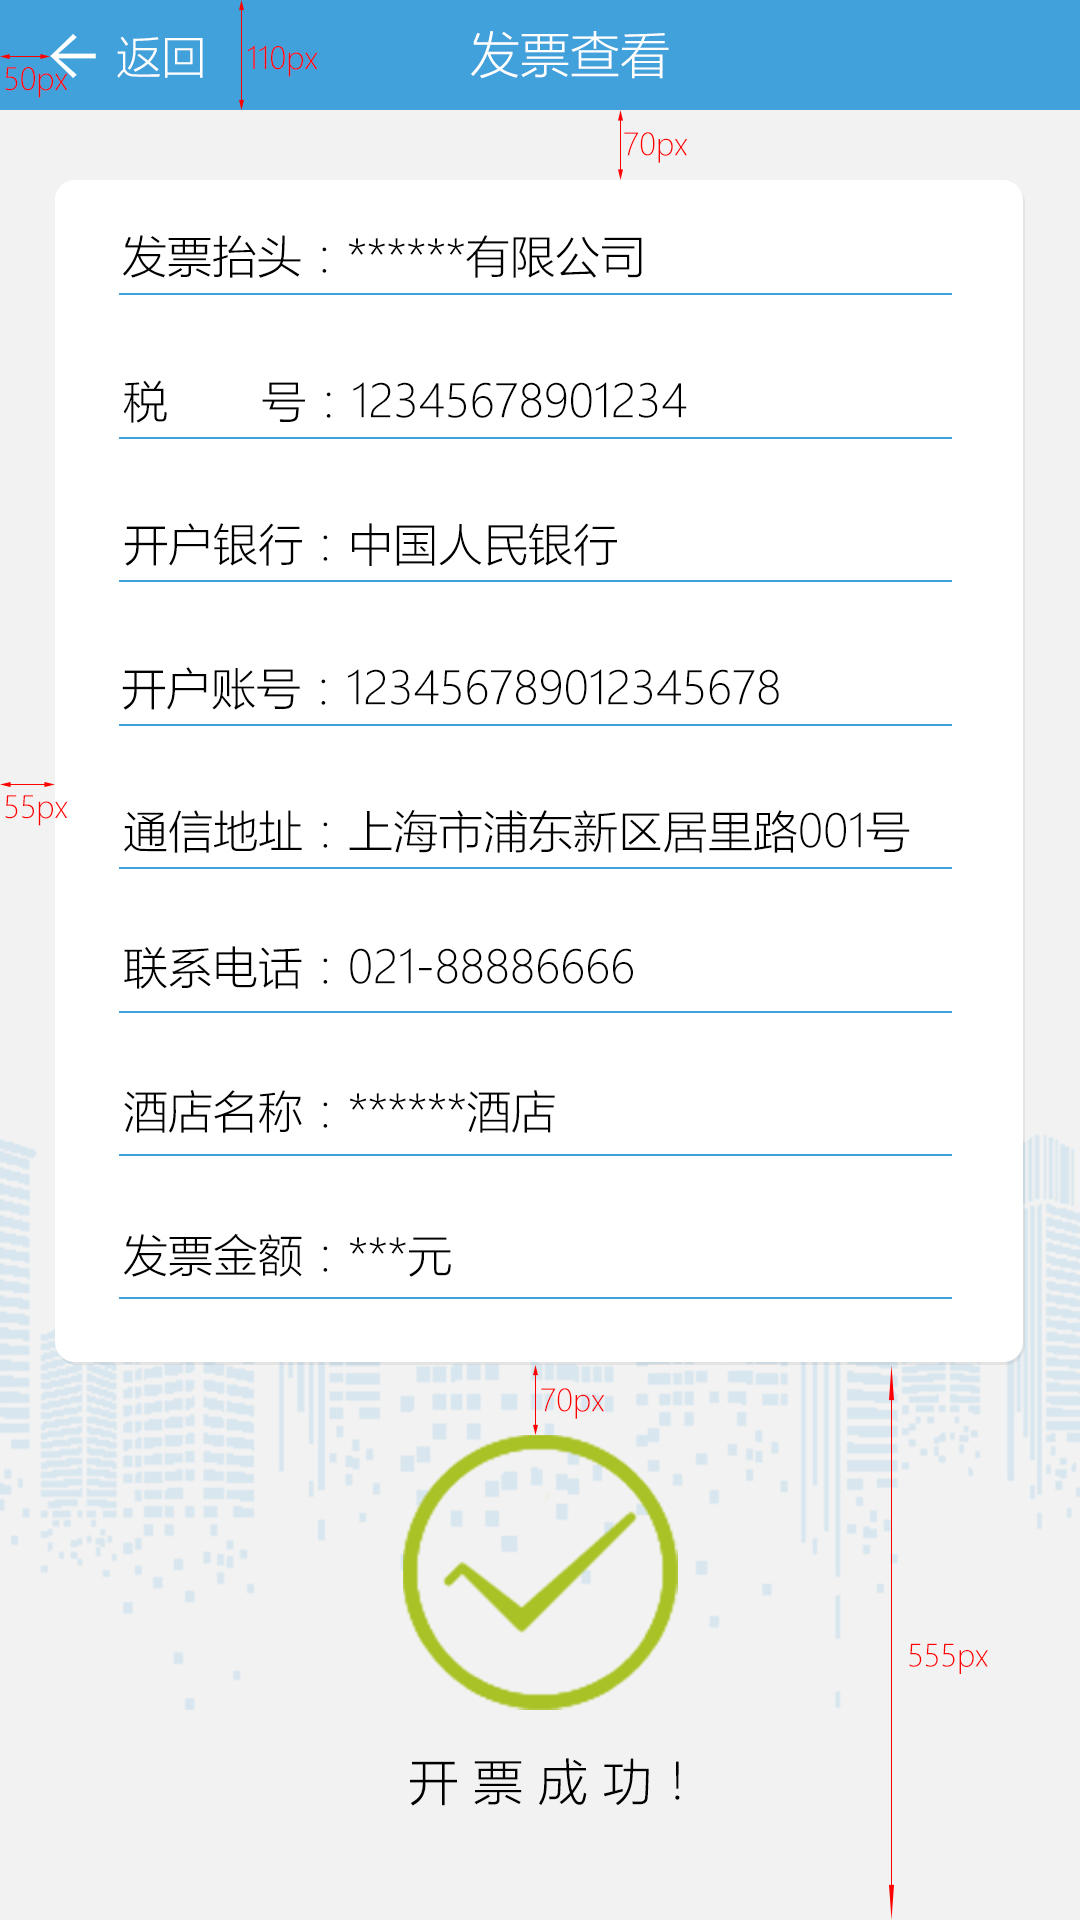 返回
发票查看
50px
110px
70px
发票抬头：******有限公司
税 号：12345678901234
开户银行：中国人民银行
开户账号：123456789012345678
55px
通信地址：上海市浦东新区居里路001号
联系电话：021-88886666
酒店名称：******酒店
发票金额：***元
70px
555px
开票成功！